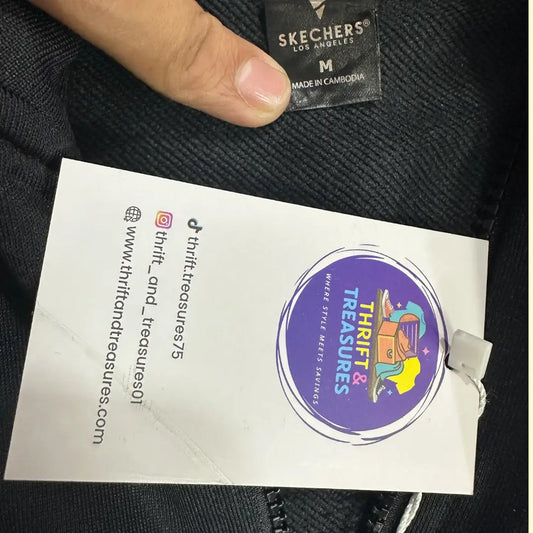 SKECHERS®
LOS ANGELES
M
MADE IN CAMBODIA
THRIFT &
TREASURES
WHERE STYLE MEETS SAVINGS
thrift.treasures75
thrift_and_treasures01
www.thriftandtreasures.com